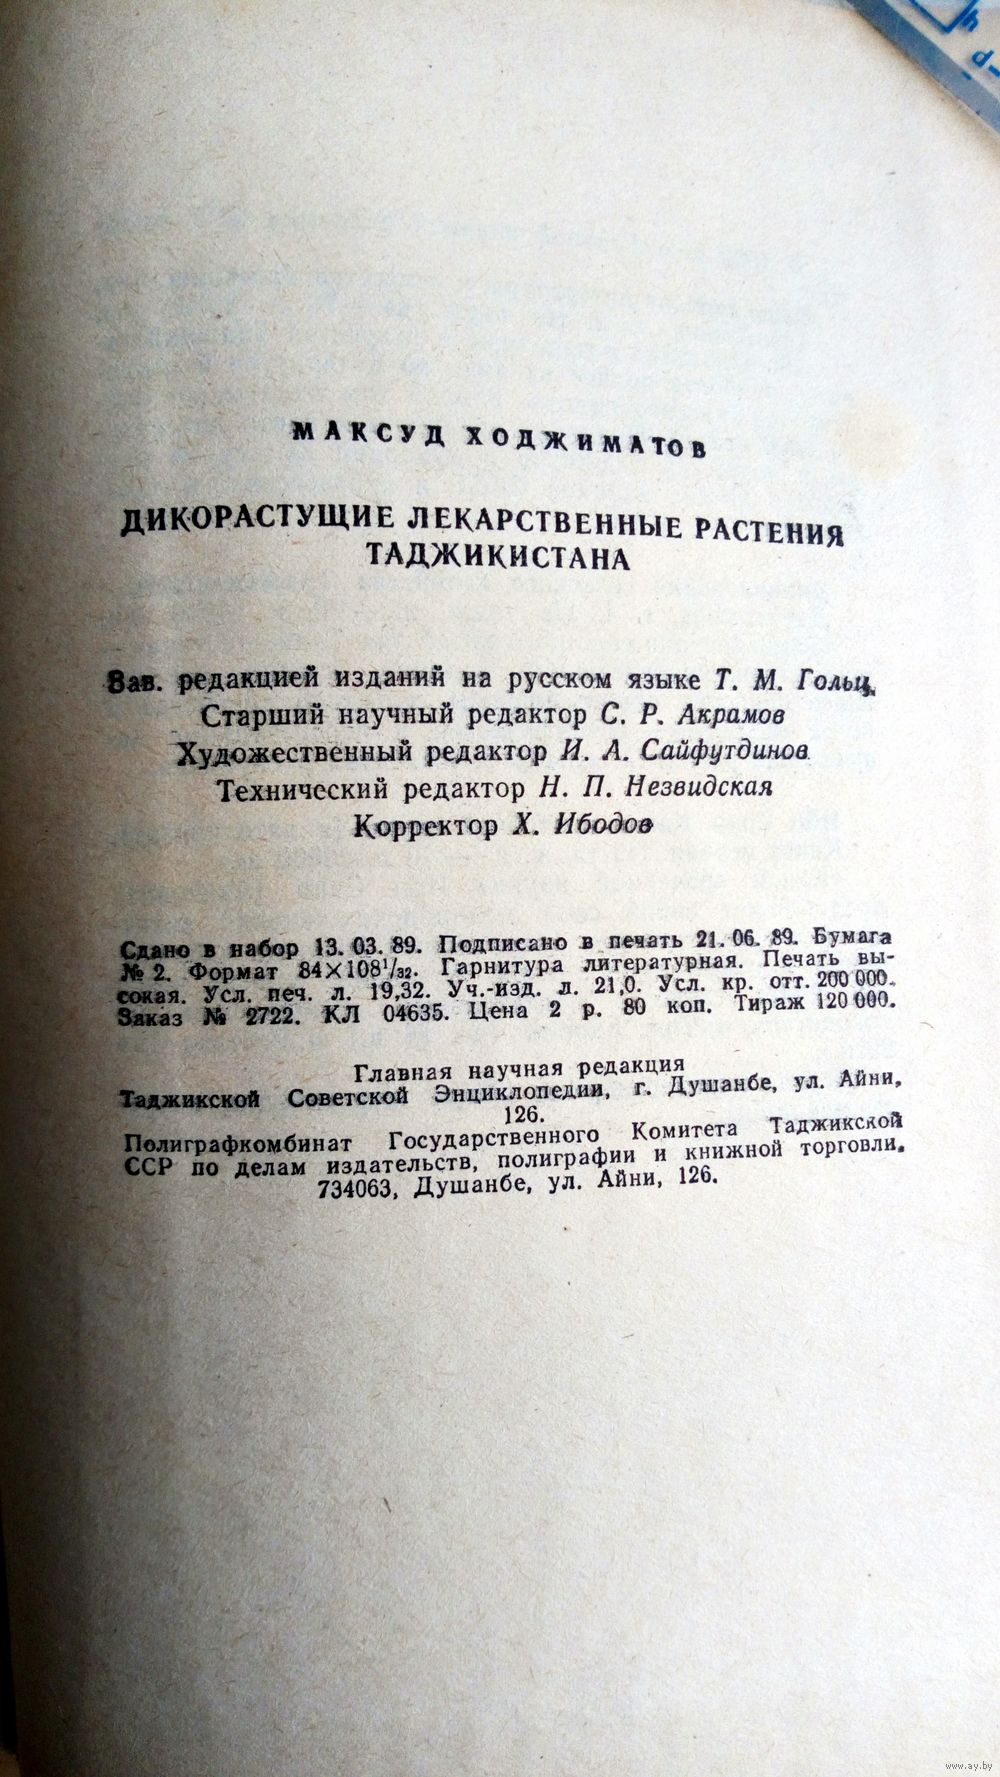 МАКСУД ХОДЖИМАТОВ
ДИКОРАСТУЩИЕ ЛЕКАРСТВЕННЫЕ РАСТЕНИЯ
ТАДЖИКИСТАНА
Зав. редакцией изданий на русском языке Т. М. Гольц.
Старший научный редактор С. Р. Акрамов
Художественный редактор И. А. Сайфутдинов
Технический редактор Н. П. Незвидская
Корректор Х. Ибодов
Сдано в набор 13. 03. 89. Подписано в печать 21. 06. 89. Бумага
№ 2. Формат 84×108¹/₃₂. Гарнитура литературная. Печать вы-
сокая. Усл. печ. л. 19,32. Уч.-изд. л. 21,0. Усл. кр. отт. 200 000.
Заказ № 2722. КЛ 04635. Цена 2 р. 80 коп. Тираж 120 000.
Главная научная редакция
Таджикской Советской Энциклопедии, г. Душанбе, ул. Айни,
126.
Полиграфкомбинат Государственного Комитета Таджикской
ССР по делам издательств, полиграфии и книжной торговли.
734063, Душанбе, ул. Айни, 126.
www.ay.by